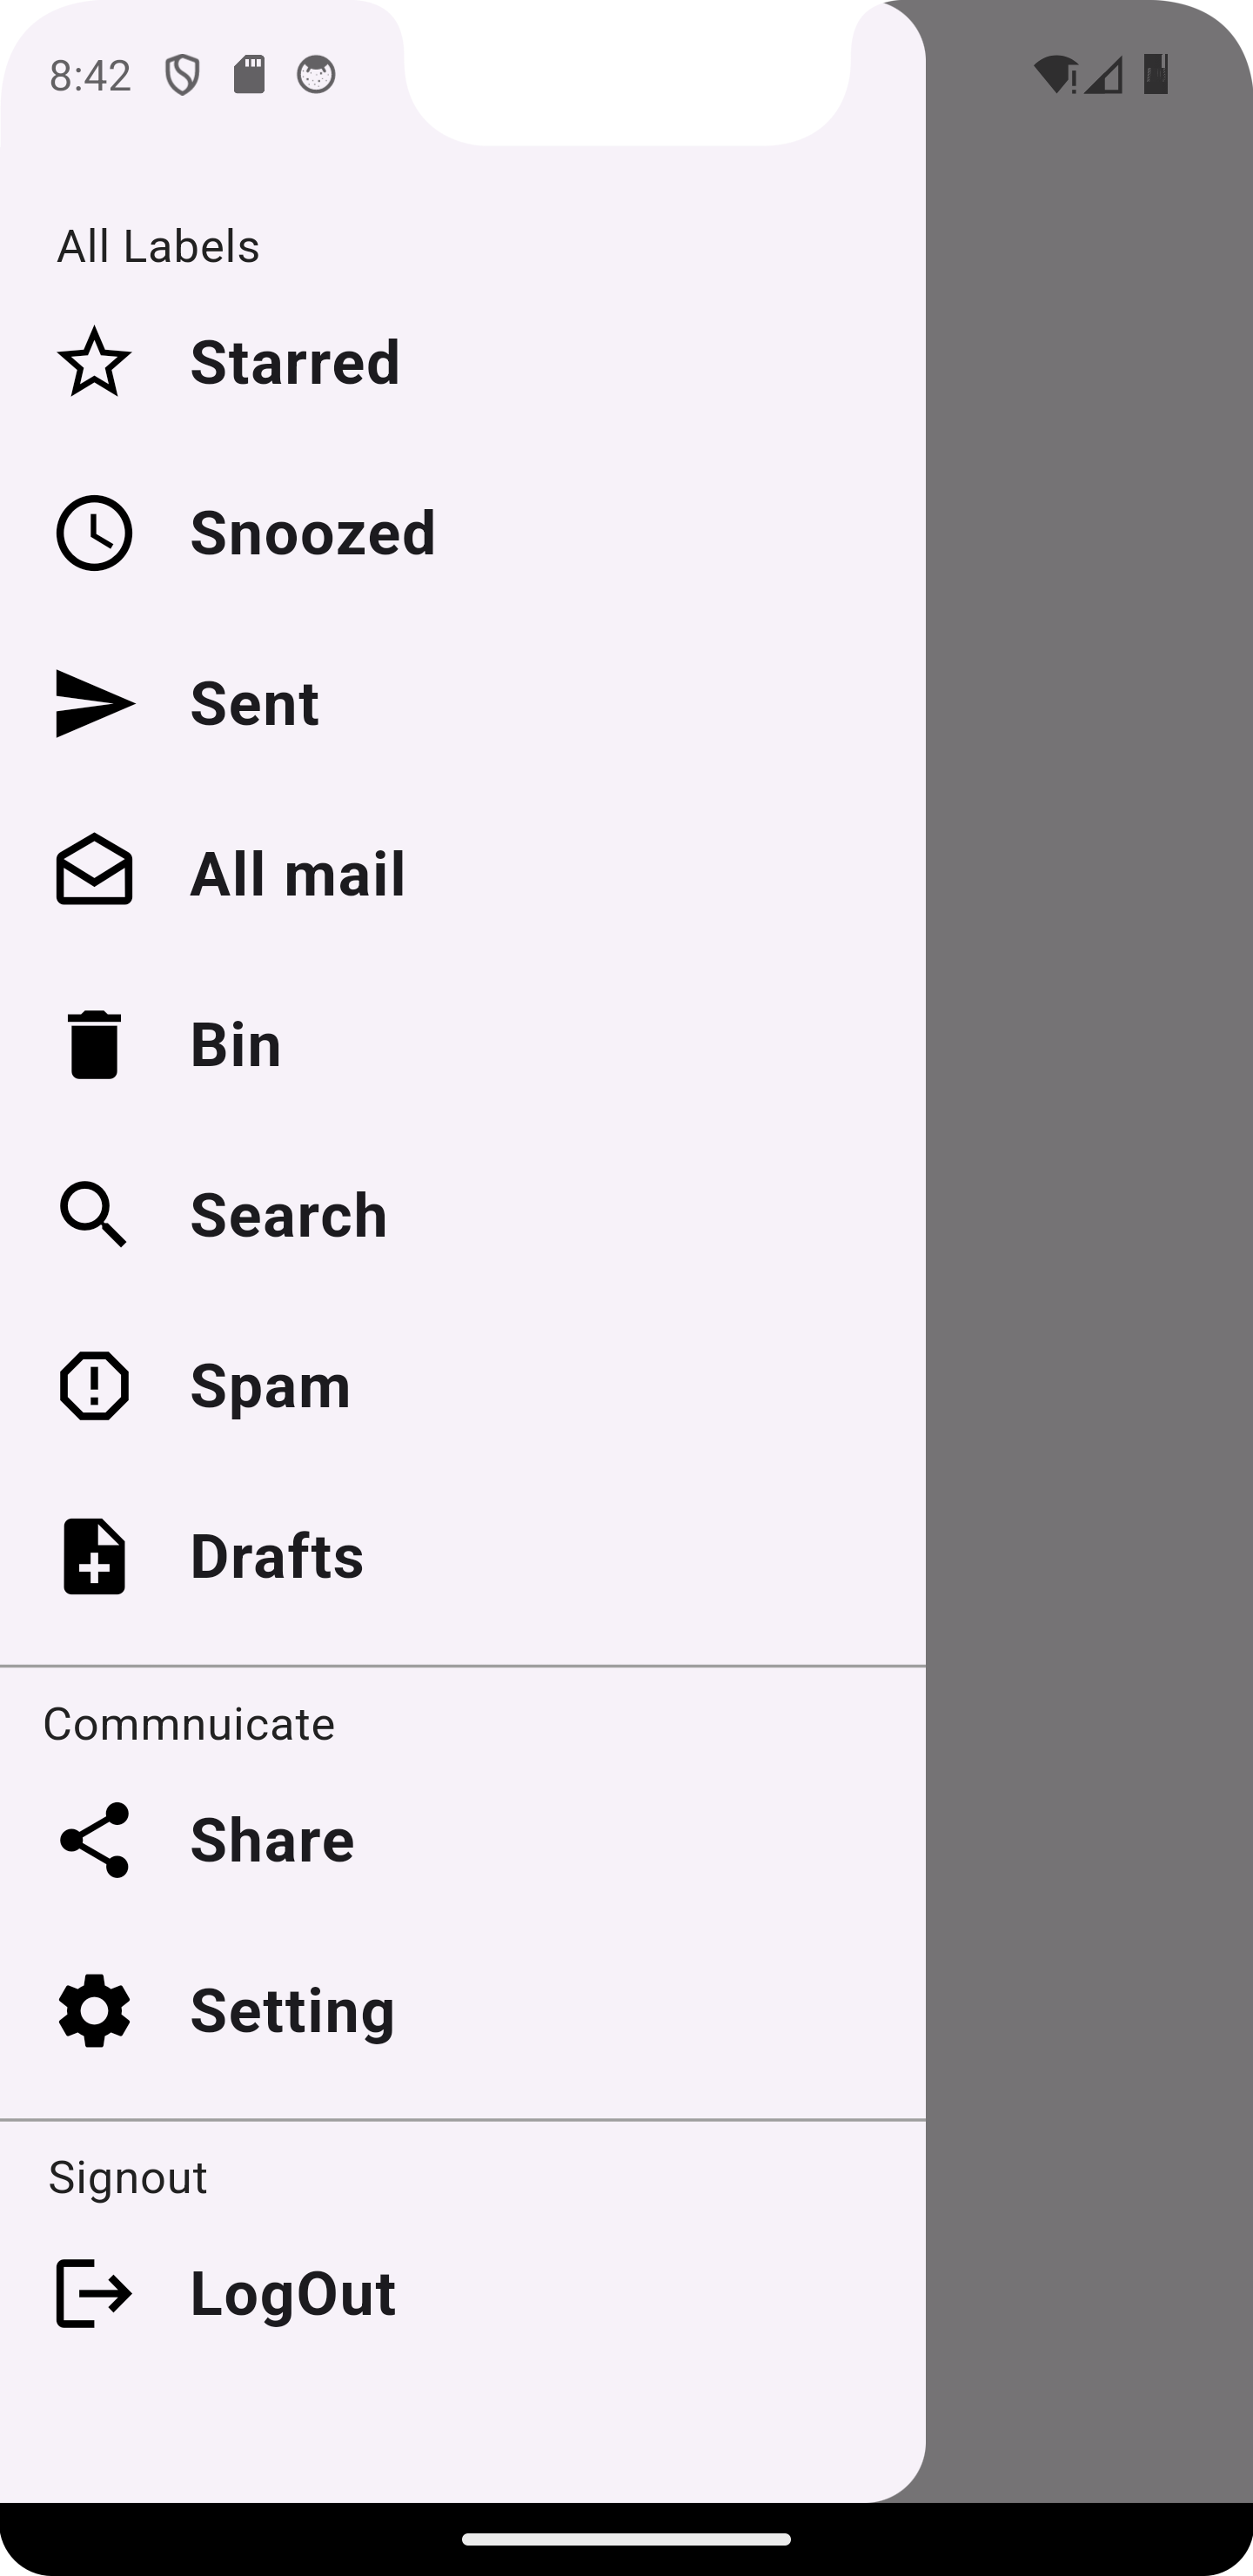 8:42
All Labels
Starred
Snoozed
Sent
All mail
Bin
Search
Spam
Drafts
Commnuicate
Share
Setting
Signout
LogOut